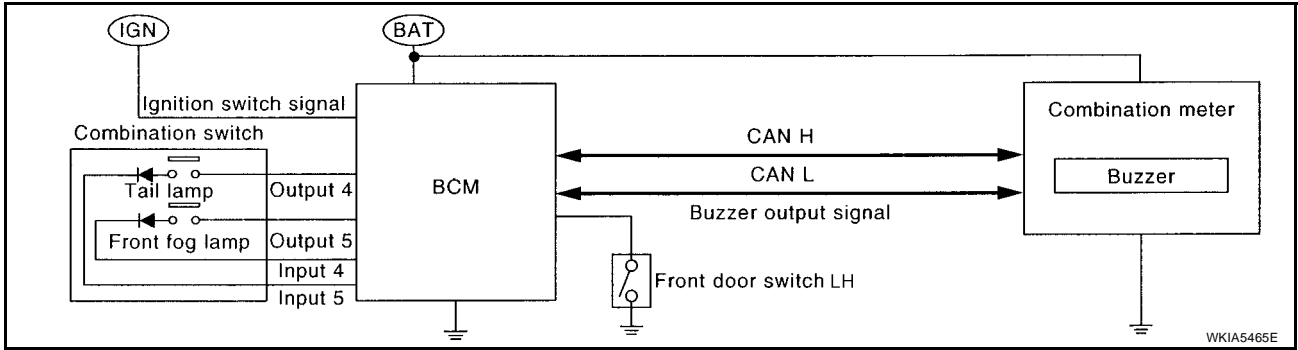 IGN
BAT
Ignition switch signal
Combination switch
Tail lamp
Output 4
Front fog lamp
Output 5
Input 4
Input 5
BCM
CAN H
CAN L
Buzzer output signal
Front door switch LH
Combination meter
Buzzer
WKIA5465E